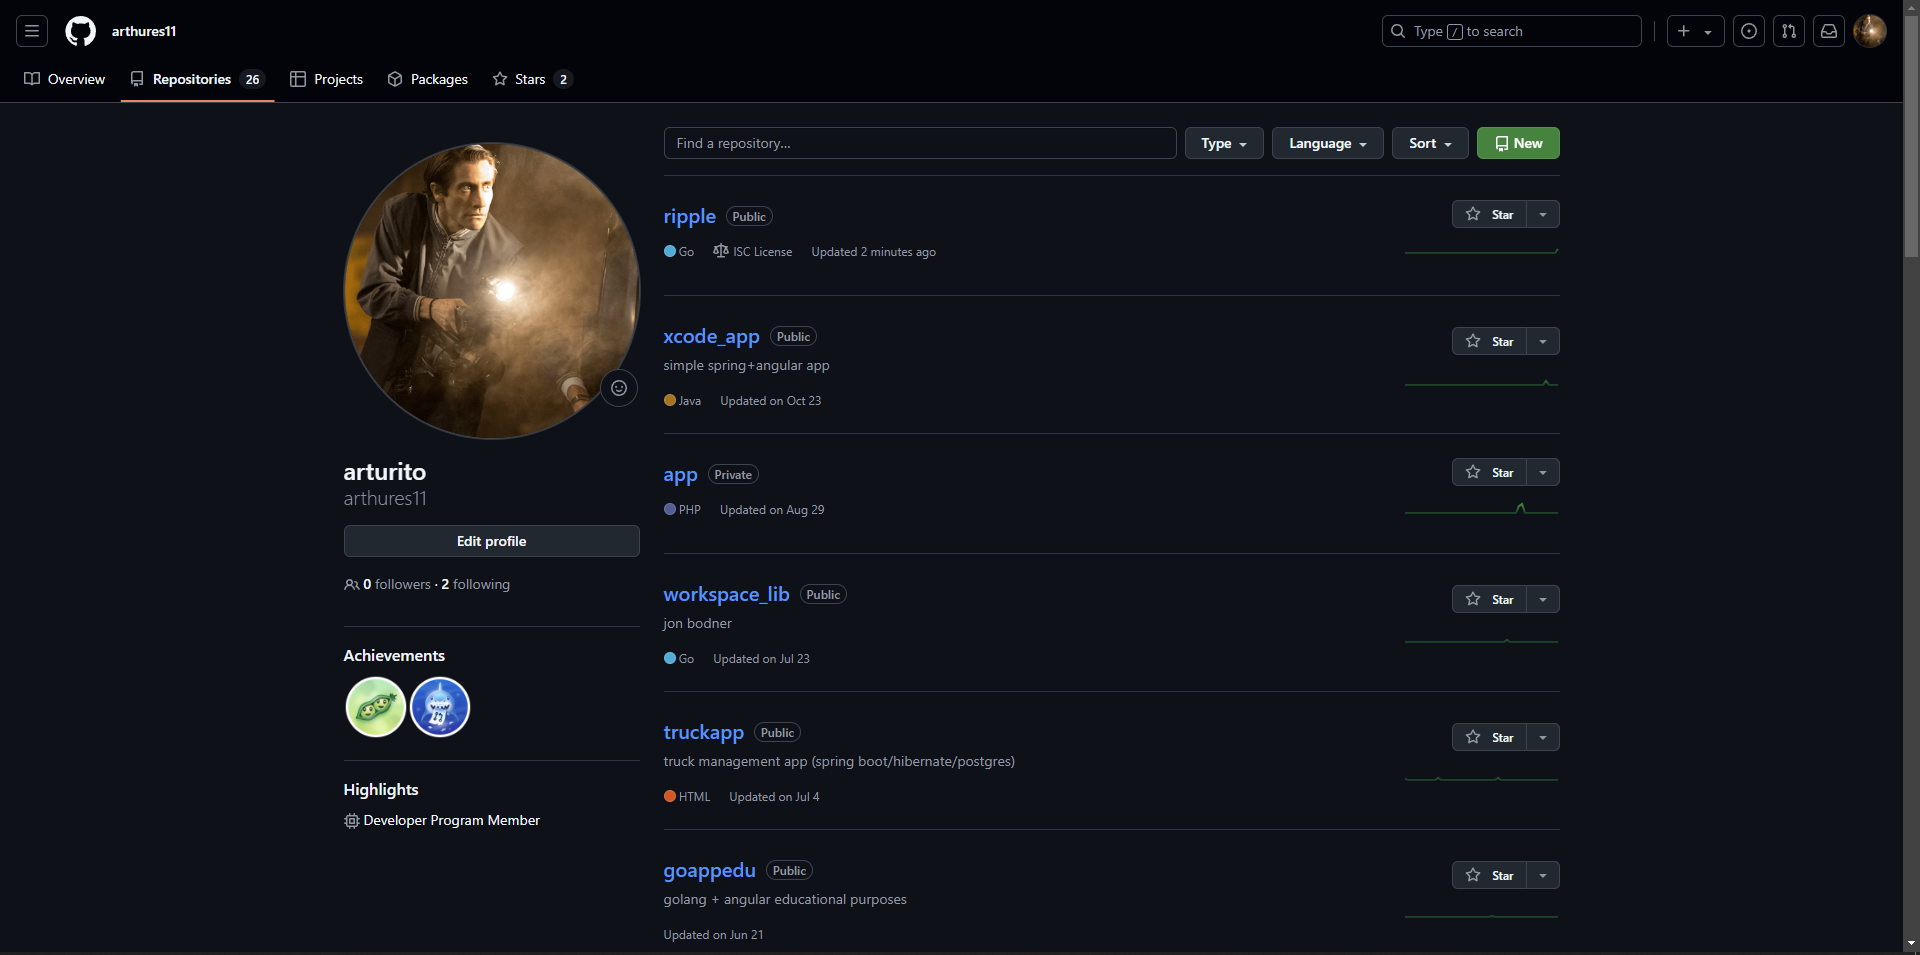 arthures11
Type / to search
Overview
Repositories 26
Projects
Packages
Stars 2
arturito
arthures11
Edit profile
0 followers · 2 following
Achievements
Highlights
Developer Program Member
Find a repository...
Type
Language
Sort
New
ripple Public
Star
Go ISC License Updated 2 minutes ago
xcode_app Public
Star
simple spring+angular app
Java Updated on Oct 23
app Private
Star
PHP Updated on Aug 29
workspace_lib Public
Star
jon bodner
Go Updated on Jul 23
truckapp Public
Star
truck management app (spring boot/hibernate/postgres)
HTML Updated on Jul 4
goappedu Public
Star
golang + angular educational purposes
Updated on Jun 21